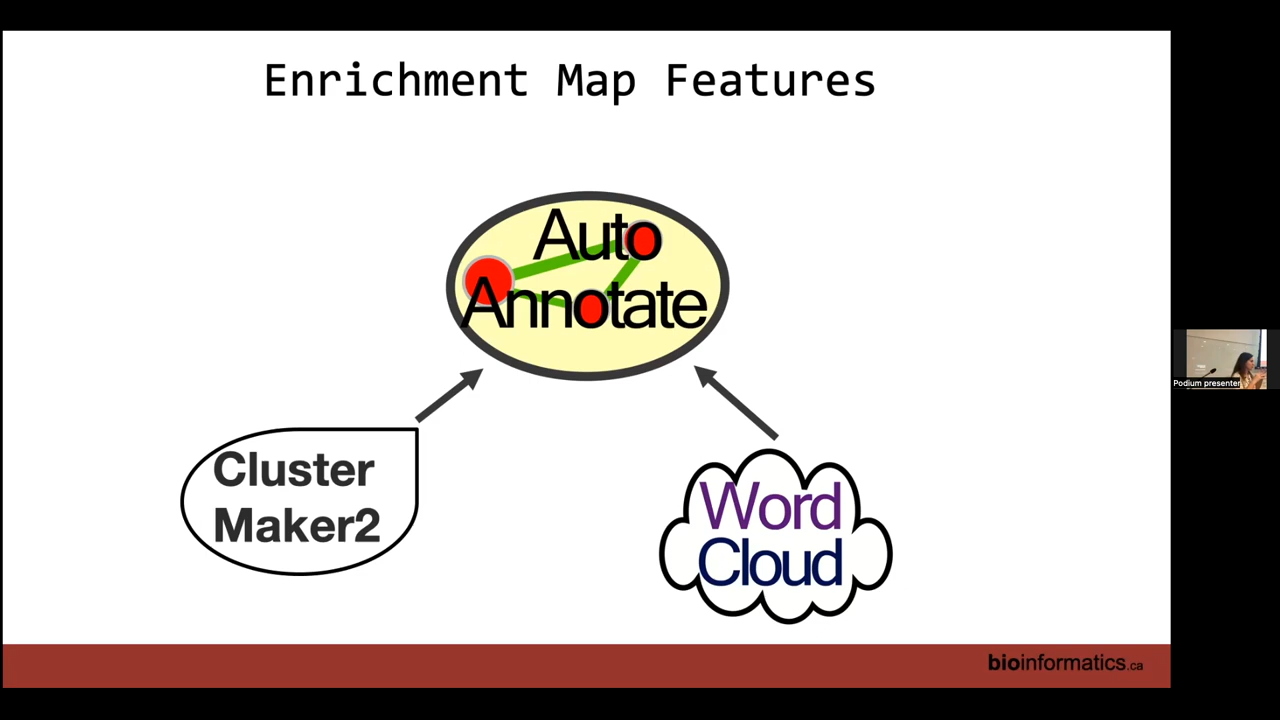 Enrichment Map Features
Auto
Annotate
Cluster
Maker2
Word
Cloud
Podium presenter
bioinformatics.ca